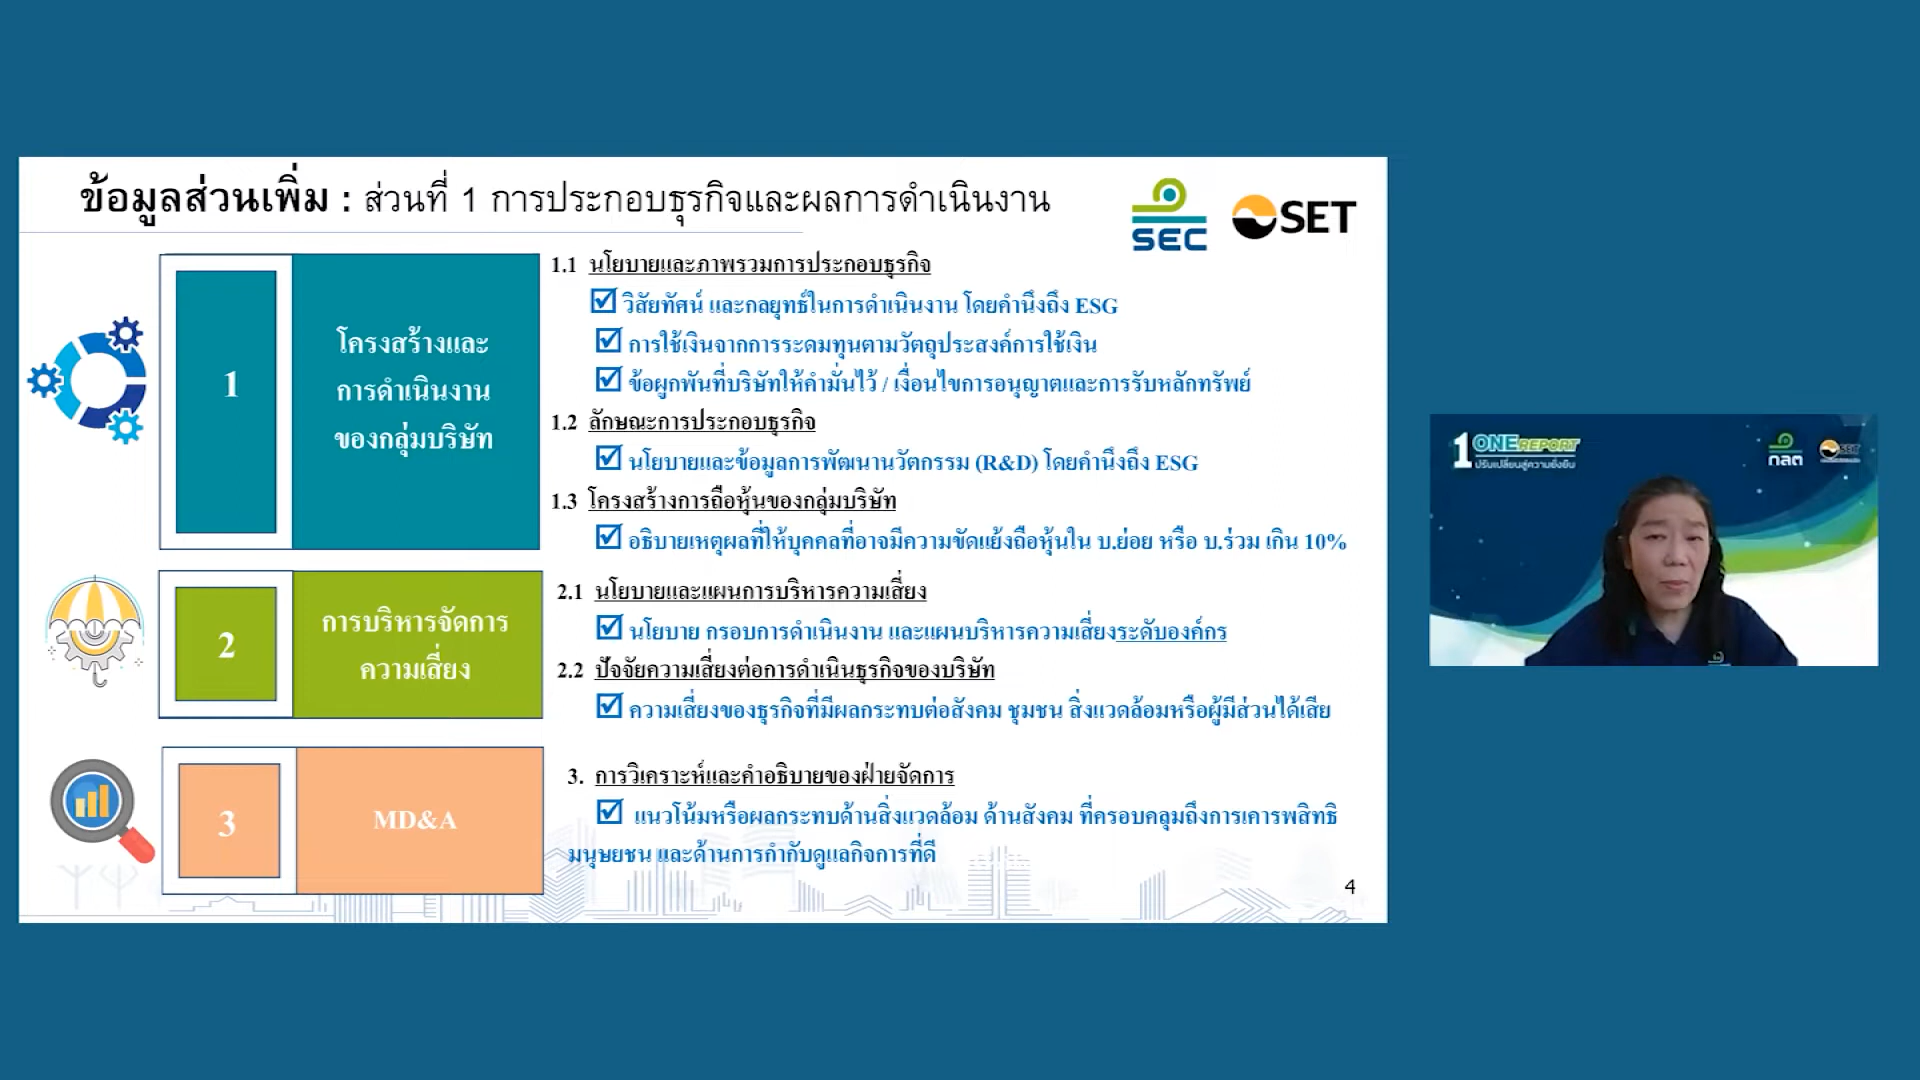 ข้อมูลส่วนเพิ่ม : ส่วนที่ 1 การประกอบธุรกิจและผลการดำเนินงาน
SEC
SET
1
โครงสร้างและ
การดำเนินงาน
ของกลุ่มบริษัท
1.1 นโยบายและภาพรวมการประกอบธุรกิจ
วิสัยทัศน์ และกลยุทธ์ในการดำเนินงาน โดยคำนึงถึง ESG
การใช้เงินจากการระดมทุนตามวัตถุประสงค์การใช้เงิน
ข้อผูกพันที่บริษัทให้คำมั่นไว้ / เงื่อนไขการอนุญาตและการรับหลักทรัพย์
1.2 ลักษณะการประกอบธุรกิจ
นโยบายและข้อมูลการพัฒนานวัตกรรม (R&D) โดยคำนึงถึง ESG
1.3 โครงสร้างการถือหุ้นของกลุ่มบริษัท
อธิบายเหตุผลที่ให้บุคคลที่อาจมีความขัดแย้งถือหุ้นใน บ.ย่อย หรือ บ.ร่วม เกิน 10%
2
การบริหารจัดการ
ความเสี่ยง
2.1 นโยบายและแผนการบริหารความเสี่ยง
นโยบาย กรอบการดำเนินงาน และแผนบริหารความเสี่ยงระดับองค์กร
2.2 ปัจจัยความเสี่ยงต่อการดำเนินธุรกิจของบริษัท
ความเสี่ยงของธุรกิจที่มีผลกระทบต่อสังคม ชุมชน สิ่งแวดล้อมหรือผู้มีส่วนได้เสีย
3
MD&A
3. การวิเคราะห์และคำอธิบายของฝ่ายจัดการ
แนวโน้มหรือผลกระทบด้านสิ่งแวดล้อม ด้านสังคม ที่ครอบคลุมถึงการเคารพสิทธิ
มนุษยชน และด้านการกำกับดูแลกิจการที่ดี
4
1 ONE REPORT
ปรับเปลี่ยนสู่ความยั่งยืน
กลต
SET